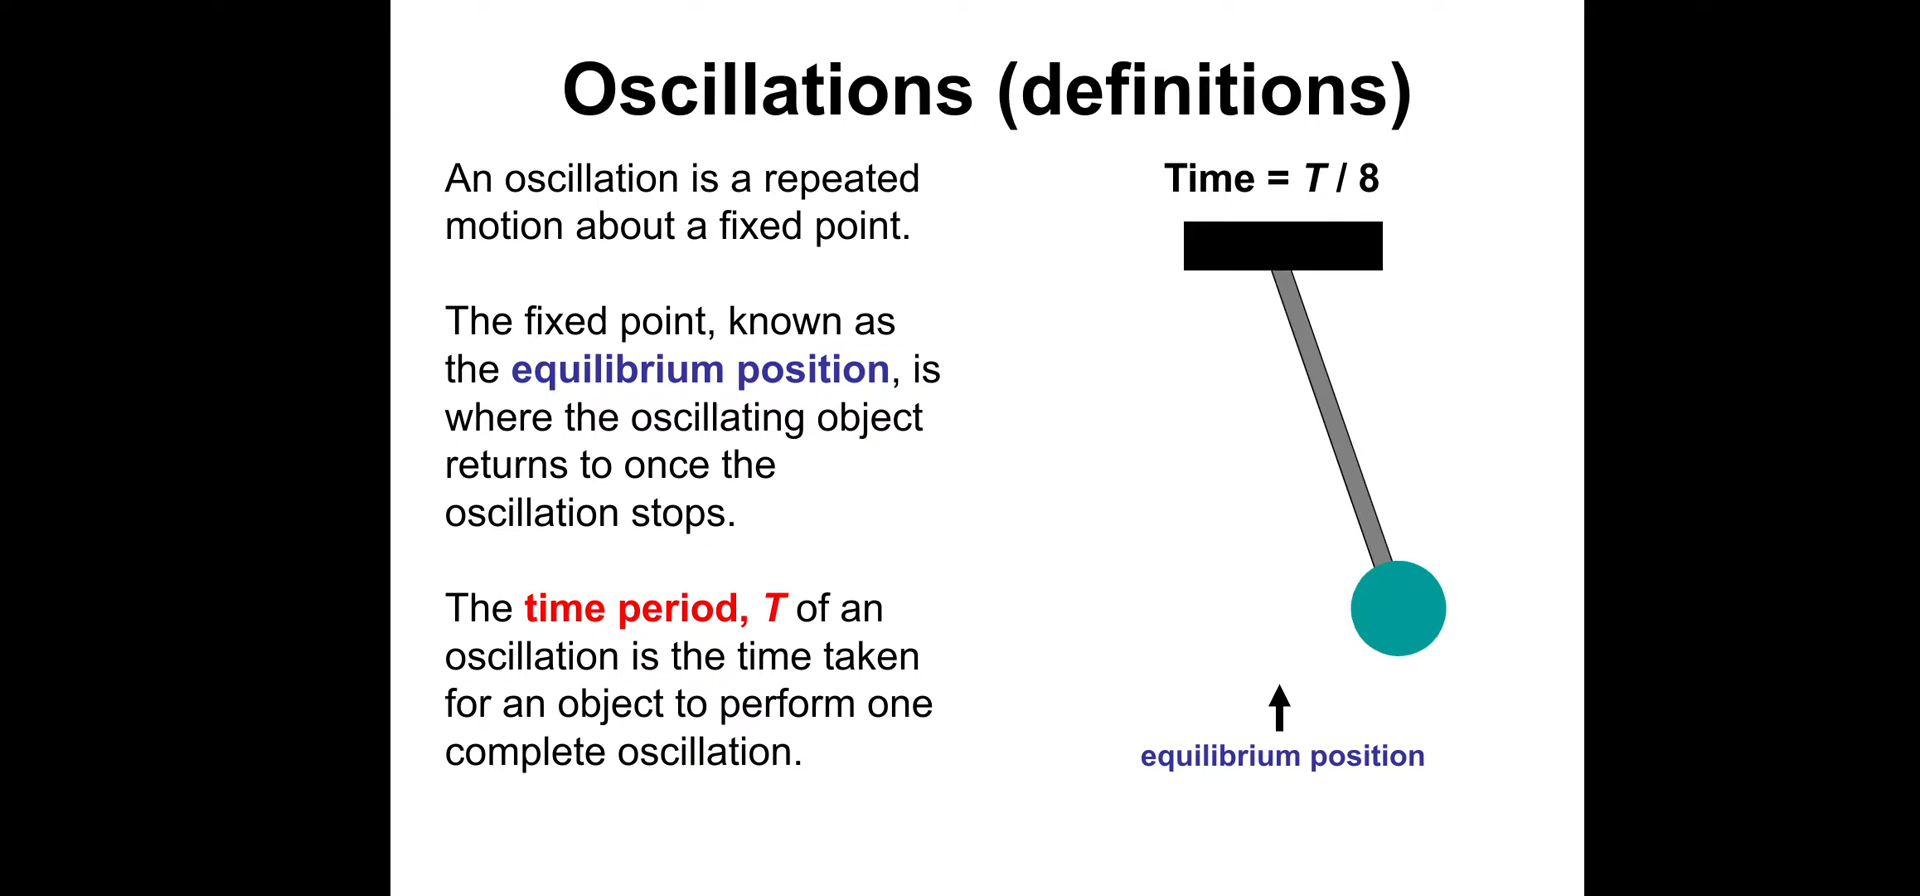 Oscillations (definitions)
An oscillation is a repeated
motion about a fixed point.
The fixed point, known as
the equilibrium position, is
where the oscillating object
returns to once the
oscillation stops.
The time period, T of an
oscillation is the time taken
for an object to perform one
complete oscillation.
Time = T / 8
equilibrium position